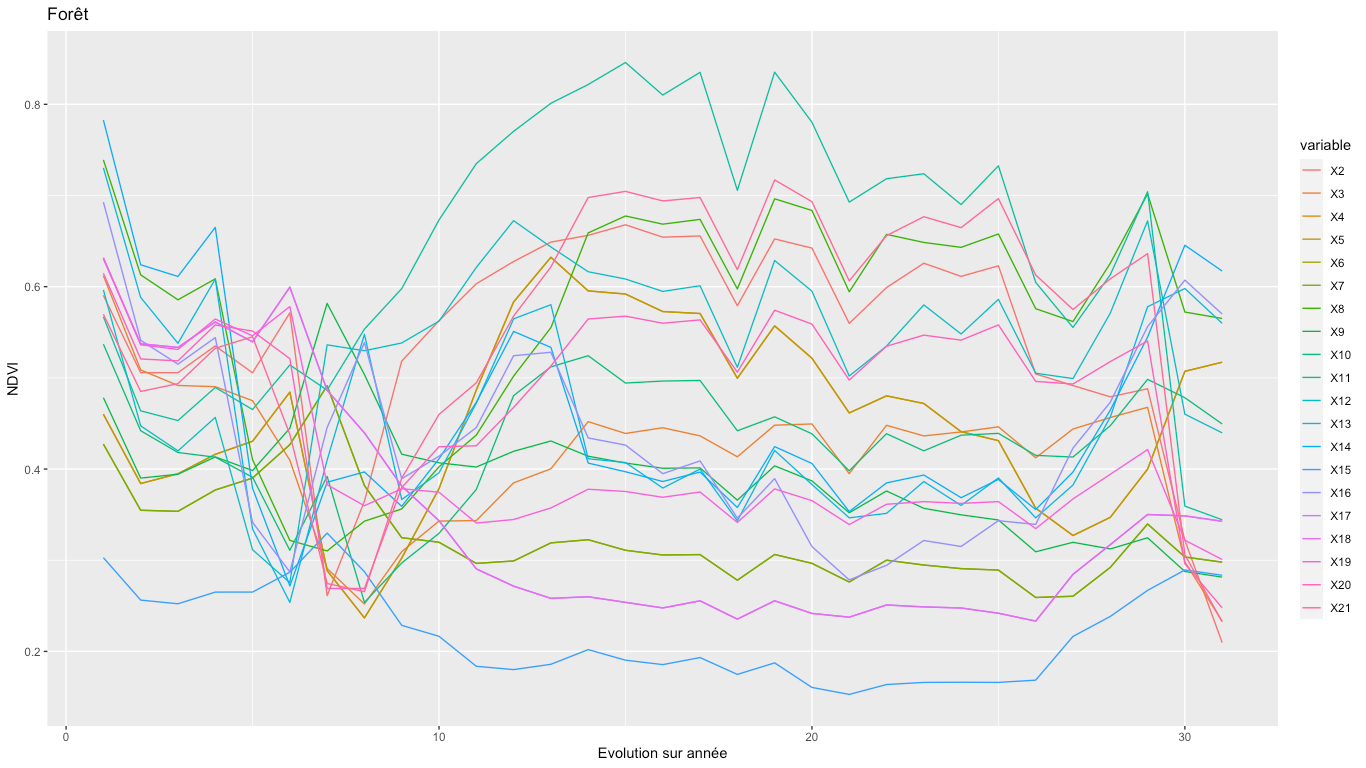 Forêt
NDVI
0.8
0.6
0.4
0.2
0
10
20
30
Evolution sur année
variable
X2
X3
X4
X5
X6
X7
X8
X9
X10
X11
X12
X13
X14
X15
X16
X17
X18
X19
X20
X21